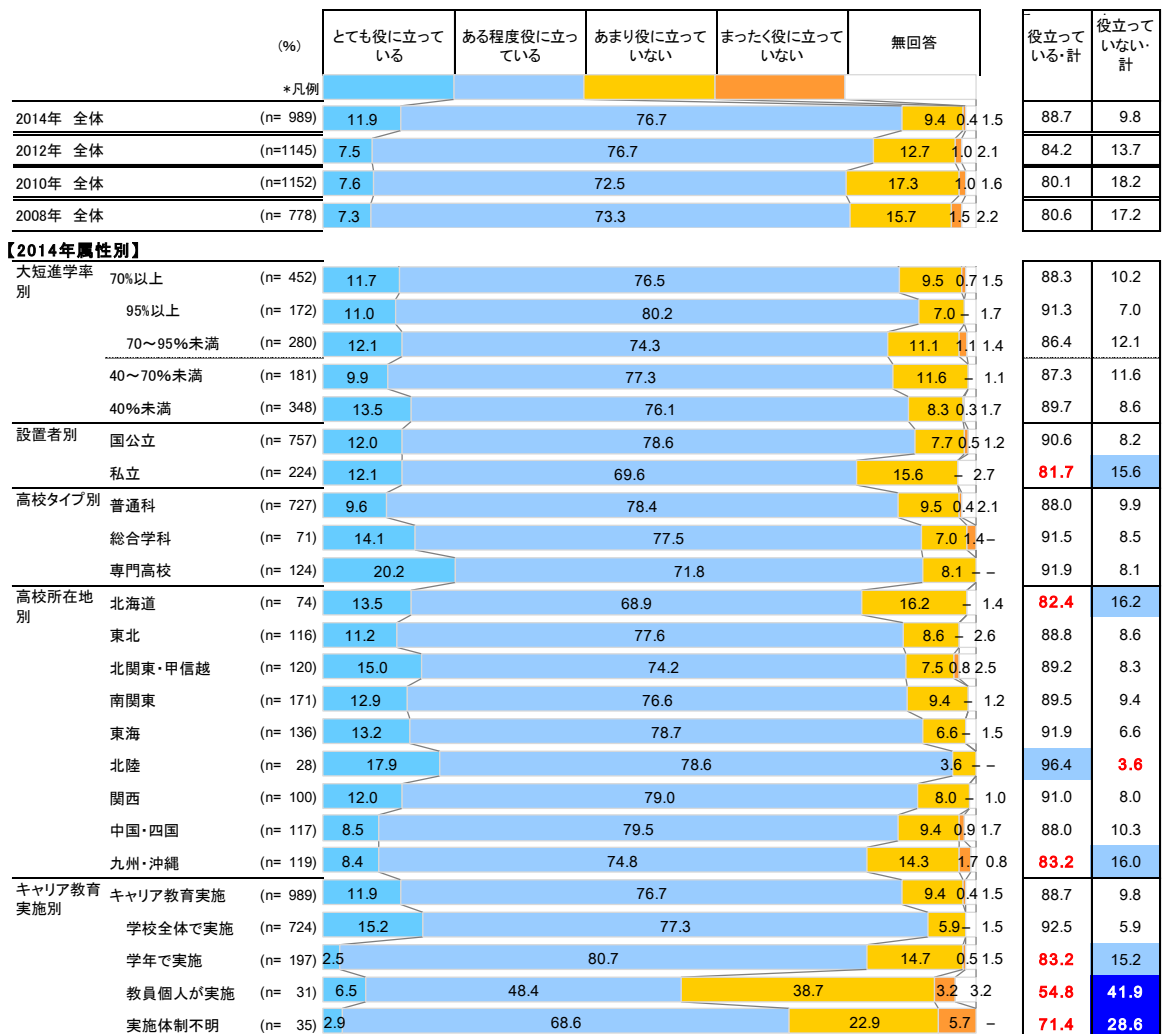 (%) とても役に立っている ある程度役に立っている あまり役に立っていない まったく役に立っていない 無回答 役立っている・計 役立っていない・計
*凡例
2014年 全体 (n= 989) 11.9 76.7 9.4 0.4 1.5 88.7 9.8
2012年 全体 (n=1145) 7.5 76.7 12.7 1.0 2.1 84.2 13.7
2010年 全体 (n=1152) 7.6 72.5 17.3 1.0 1.6 80.1 18.2
2008年 全体 (n= 778) 7.3 73.3 15.7 1.5 2.2 80.6 17.2
【2014年属性別】
大短進学率別 70%以上 (n= 452) 11.7 76.5 9.5 0.7 1.5 88.3 10.2
95%以上 (n= 172) 11.0 80.2 7.0 – 1.7 91.3 7.0
70～95%未満 (n= 280) 12.1 74.3 11.1 1.1 1.4 86.4 12.1
40～70%未満 (n= 181) 9.9 77.3 11.6 – 1.1 87.3 11.6
40%未満 (n= 348) 13.5 76.1 8.3 0.3 1.7 89.7 8.6
設置者別 国公立 (n= 757) 12.0 78.6 7.7 0.5 1.2 90.6 8.2
私立 (n= 224) 12.1 69.6 15.6 – 2.7 81.7 15.6
高校タイプ別 普通科 (n= 727) 9.6 78.4 9.5 0.4 2.1 88.0 9.9
総合学科 (n= 71) 14.1 77.5 7.0 1.4 – 91.5 8.5
専門高校 (n= 124) 20.2 71.8 8.1 – – 91.9 8.1
高校所在地別 北海道 (n= 74) 13.5 68.9 16.2 – 1.4 82.4 16.2
東北 (n= 116) 11.2 77.6 8.6 – 2.6 88.8 8.6
北関東・甲信越 (n= 120) 15.0 74.2 7.5 0.8 2.5 89.2 8.3
南関東 (n= 171) 12.9 76.6 9.4 – 1.2 89.5 9.4
東海 (n= 136) 13.2 78.7 6.6 – 1.5 91.9 6.6
北陸 (n= 28) 17.9 78.6 3.6 – – 96.4 3.6
関西 (n= 100) 12.0 79.0 8.0 – 1.0 91.0 8.0
中国・四国 (n= 117) 8.5 79.5 9.4 0.9 1.7 88.0 10.3
九州・沖縄 (n= 119) 8.4 74.8 14.3 1.7 0.8 83.2 16.0
キャリア教育実施別 キャリア教育実施 (n= 989) 11.9 76.7 9.4 0.4 1.5 88.7 9.8
学校全体で実施 (n= 724) 15.2 77.3 5.9 – 1.5 92.5 5.9
学年で実施 (n= 197) 2.5 80.7 14.7 0.5 1.5 83.2 15.2
教員個人が実施 (n= 31) 6.5 48.4 38.7 3.2 3.2 54.8 41.9
実施体制不明 (n= 35) 2.9 68.6 22.9 5.7 – 71.4 28.6